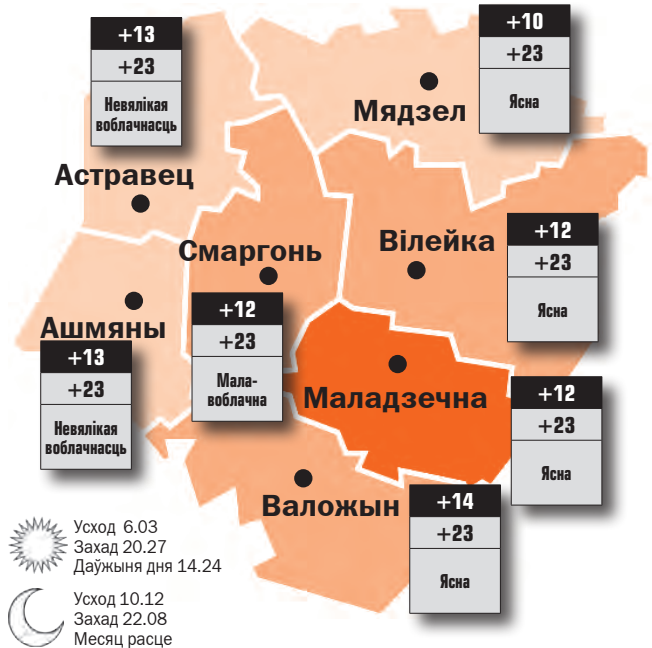 +13
+23
Невялікая
воблачнасць
Астравец
+10
+23
Ясна
Мядзел
Смаргонь
+12
+23
Мала-
воблачна
Вілейка
+12
+23
Ясна
Ашмяны
+13
+23
Невялікая
воблачнасць
Маладзечна
+12
+23
Ясна
Валожын
+14
+23
Ясна
Усход 6.03
Захад 20.27
Даўжыня дня 14.24
Усход 10.12
Захад 22.08
Месяц расце